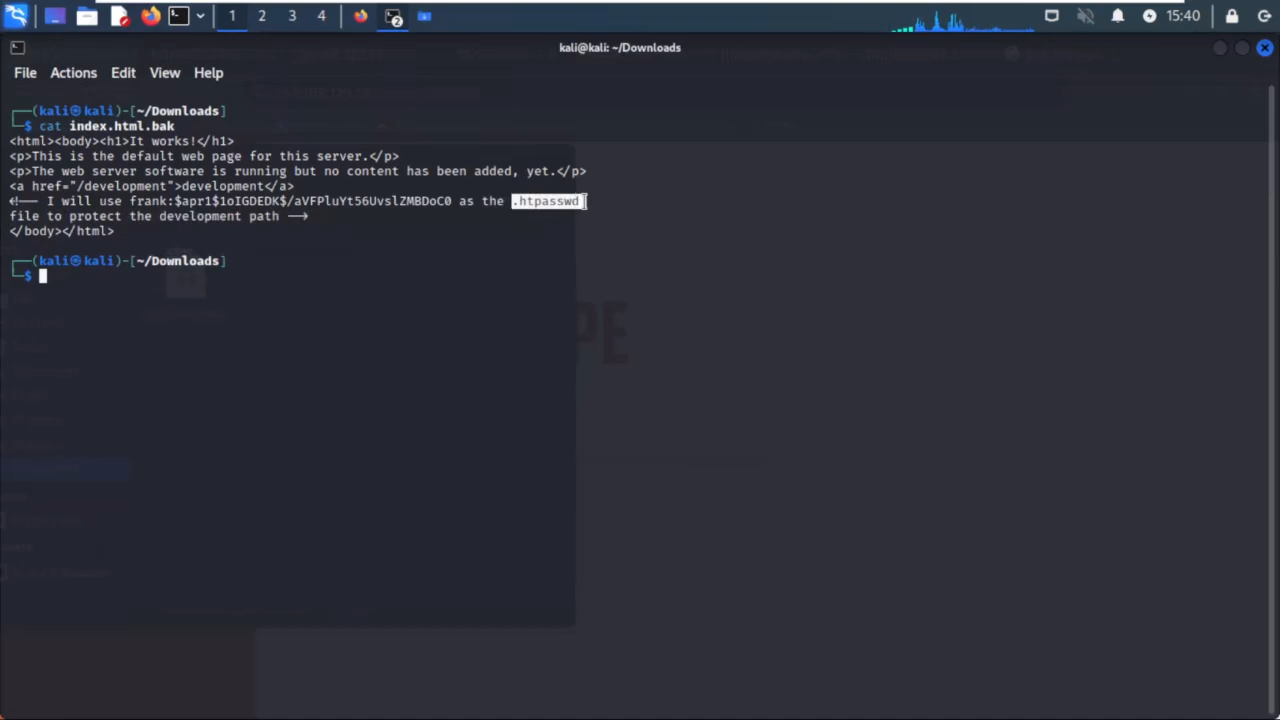 1 2 3 4
2
15:40
kali@kali: ~/Downloads
File Actions Edit View Help
┌──(kali㉿kali)-[~/Downloads]
└─$ cat index.html.bak
<html><body><h1>It works!</h1>
<p>This is the default web page for this server.</p>
<p>The web server software is running but no content has been added, yet.</p>
<a href="/development">development</a>
<!-- I will use frank:$apr1$1oIGDEDK$/aVFPluYt56UvslZMBDoC0 as the .htpasswd
file to protect the development path -->
</body></html>
┌──(kali㉿kali)-[~/Downloads]
└─$
PE